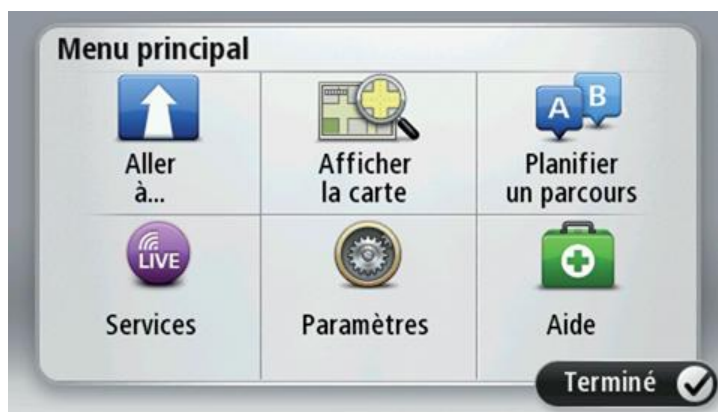 Menu principal
Aller
à...
Afficher
la carte
A B
Planifier
un parcours
LIVE
Services
Paramètres
Aide
Terminé